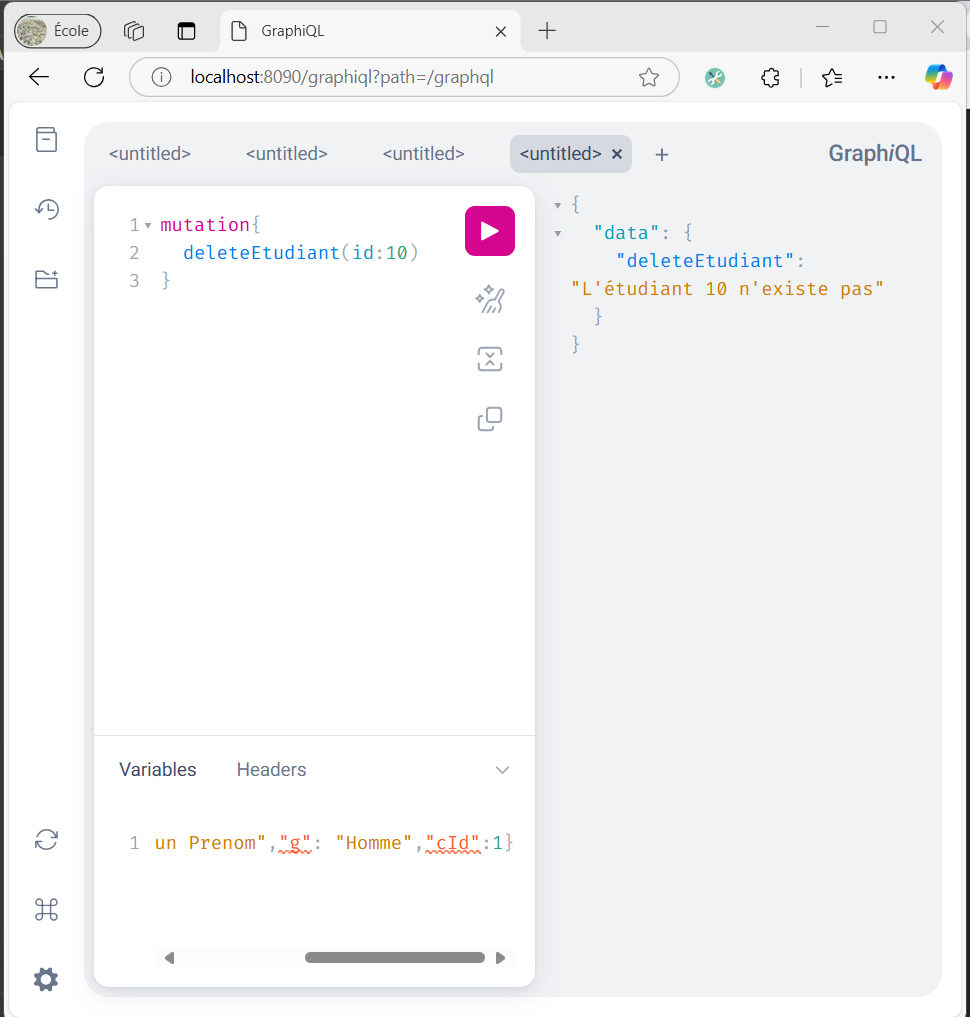 École
GraphiQL
localhost:8090/graphiql?path=/graphql
<untitled> <untitled> <untitled> <untitled> GraphiQL
1 mutation{
2 deleteEtudiant(id:10)
3 }
{
"data": {
"deleteEtudiant":
"L'étudiant 10 n'existe pas"
}
}
Variables Headers
1 un Prenom","g": "Homme","cId":1}